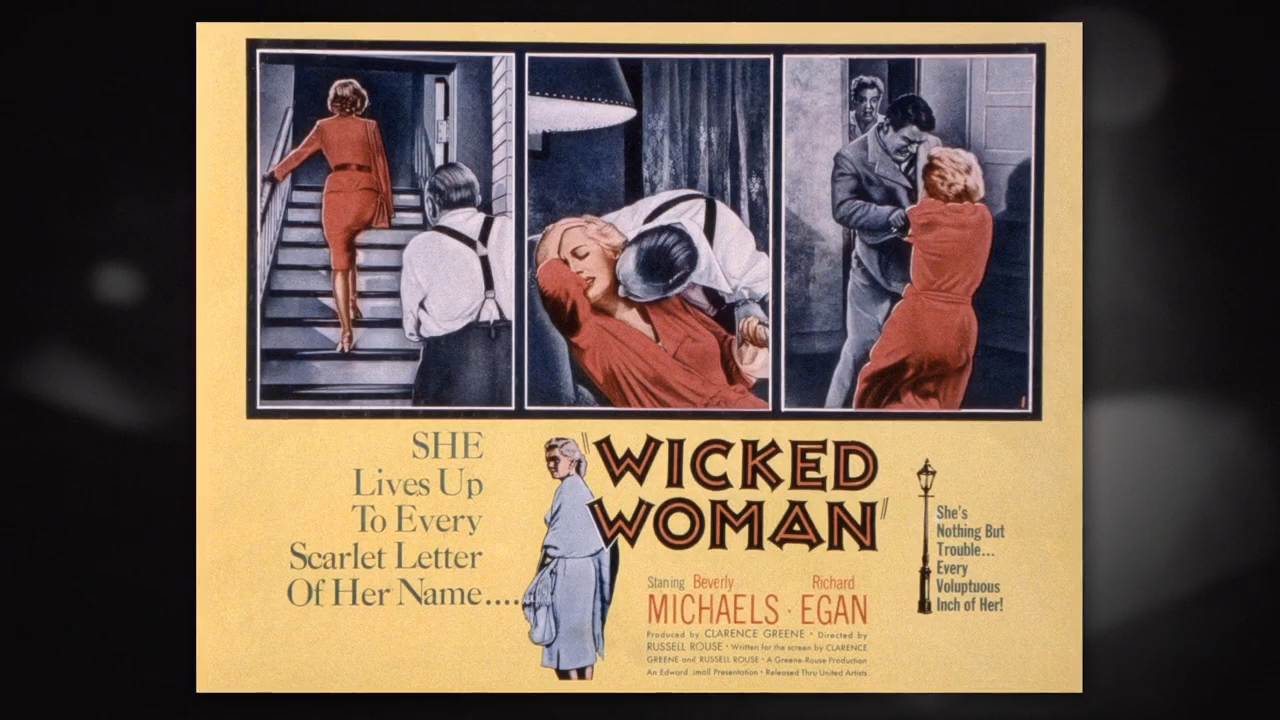 SHE
Lives Up
To Every
Scarlet Letter
Of Her Name....
"WICKED
WOMAN"
Starring Beverly Richard
MICHAELS · EGAN
Produced by CLARENCE GREENE · Directed by
RUSSELL ROUSE · Written for the screen by CLARENCE
GREENE and RUSSELL ROUSE · A Greene-Rouse Production
An Edward Small Presentation · Released Thru United Artists
She's
Nothing But
Trouble...
Every
Voluptuous
Inch of Her!